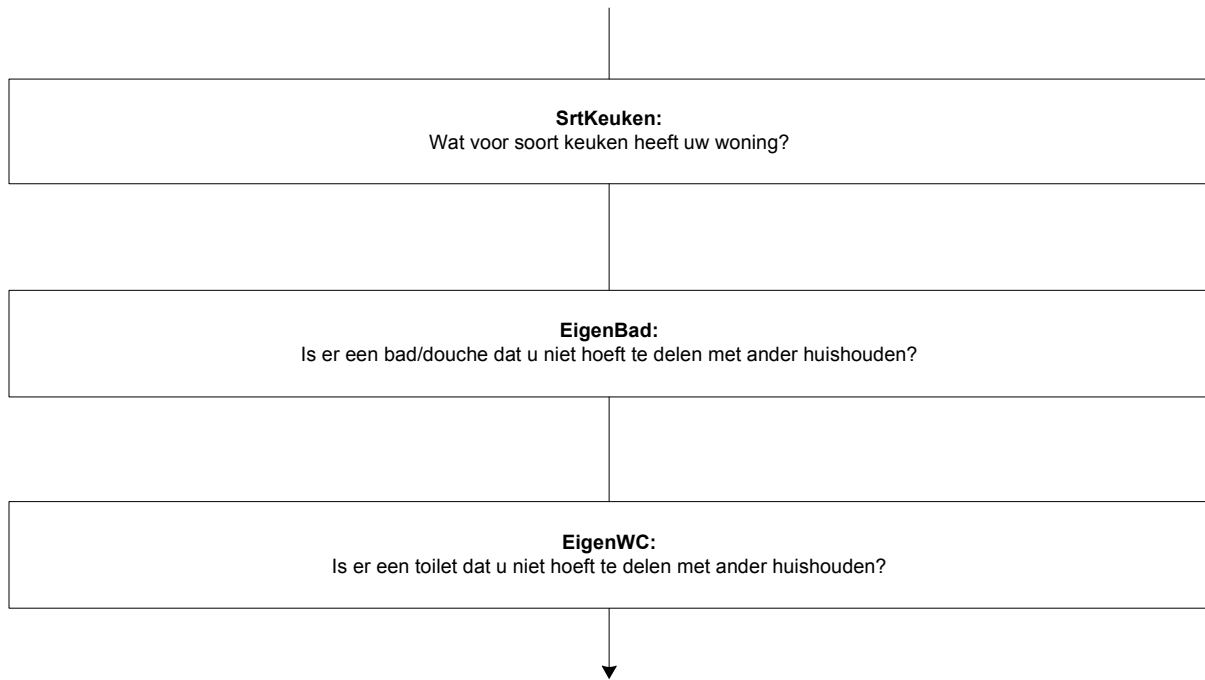 SrtKeuken:
Wat voor soort keuken heeft uw woning?
EigenBad:
Is er een bad/douche dat u niet hoeft te delen met ander huishouden?
EigenWC:
Is er een toilet dat u niet hoeft te delen met ander huishouden?